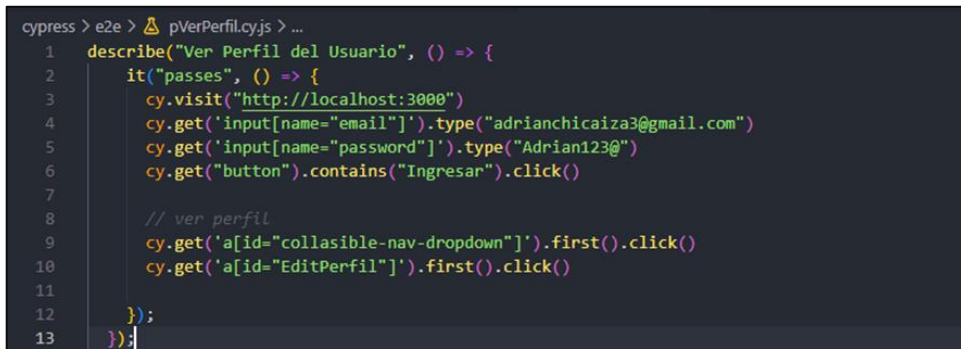 cypress > e2e > pVerPerfil.cy.js > ...
1 describe("Ver Perfil del Usuario", () => {
2 it("passes", () => {
3 cy.visit("http://localhost:3000")
4 cy.get('input[name="email"]').type("adrianchicaiza3@gmail.com")
5 cy.get('input[name="password"]').type("Adrian123@")
6 cy.get("button").contains("Ingresar").click()
7
8 // ver perfil
9 cy.get('a[id="collasible-nav-dropdown"]').first().click()
10 cy.get('a[id="EditPerfil"]').first().click()
11
12 });
13 });